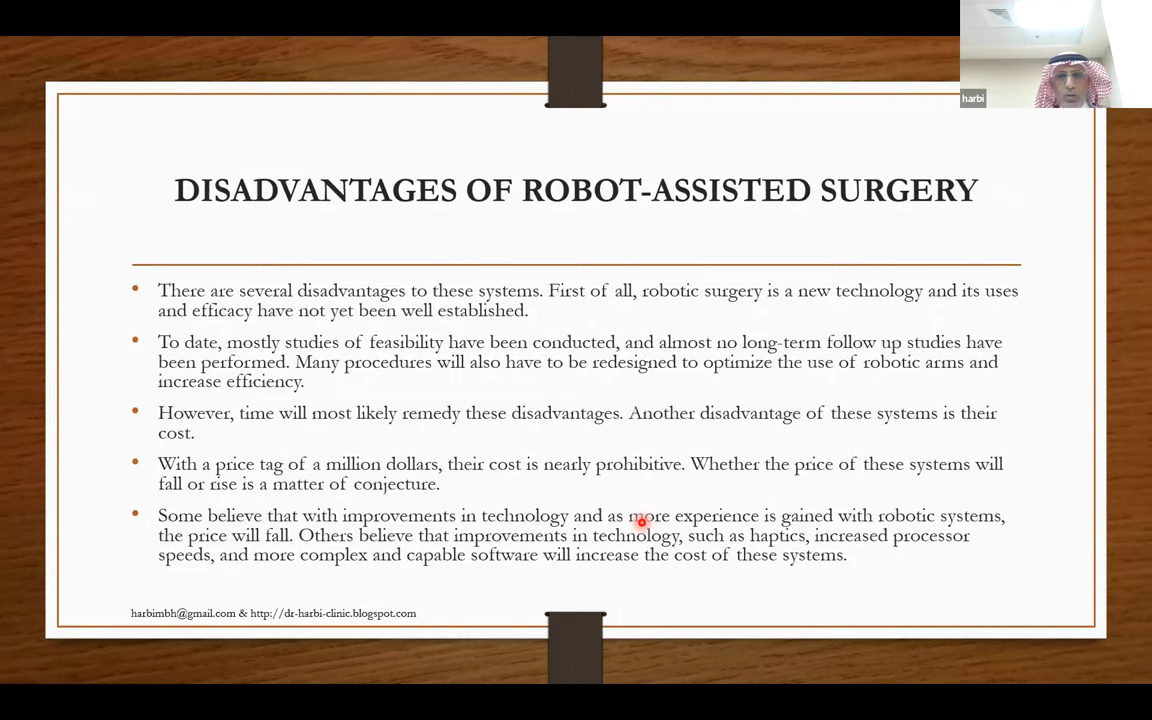 harbi
DISADVANTAGES OF ROBOT-ASSISTED SURGERY
• There are several disadvantages to these systems. First of all, robotic surgery is a new technology and its uses
and efficacy have not yet been well established.
• To date, mostly studies of feasibility have been conducted, and almost no long-term follow up studies have
been performed. Many procedures will also have to be redesigned to optimize the use of robotic arms and
increase efficiency.
• However, time will most likely remedy these disadvantages. Another disadvantage of these systems is their
cost.
• With a price tag of a million dollars, their cost is nearly prohibitive. Whether the price of these systems will
fall or rise is a matter of conjecture.
• Some believe that with improvements in technology and as more experience is gained with robotic systems,
the price will fall. Others believe that improvements in technology, such as haptics, increased processor
speeds, and more complex and capable software will increase the cost of these systems.
harbimbh@gmail.com & http://dr-harbi-clinic.blogspot.com